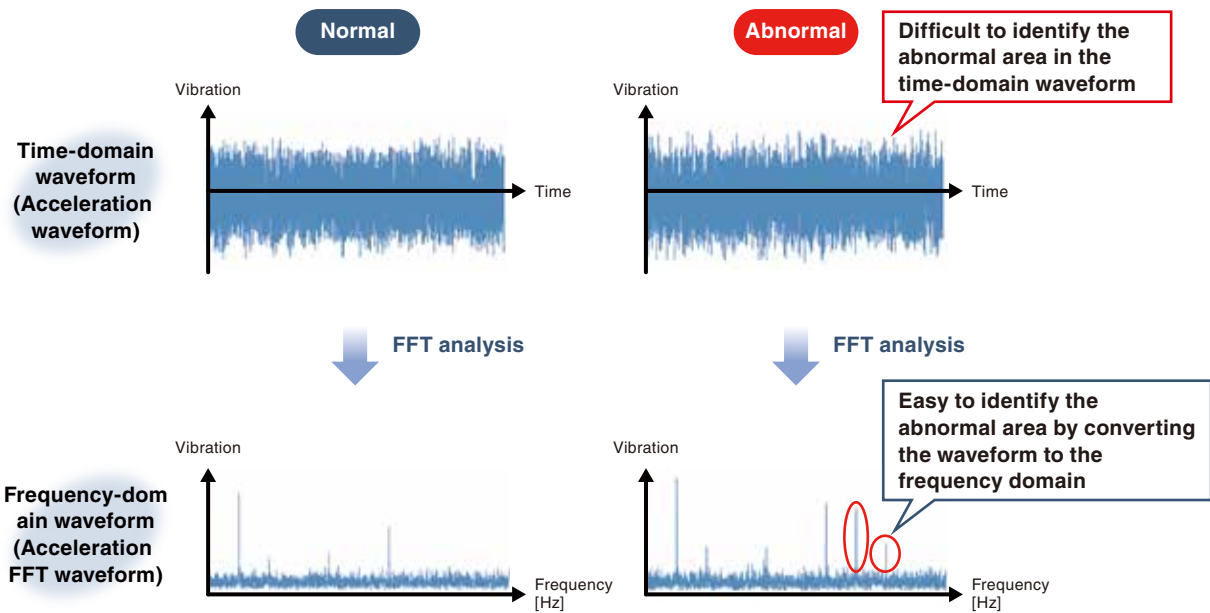 Normal
Abnormal
Difficult to identify the
abnormal area in the
time-domain waveform
Vibration
Vibration
Time-domain
waveform
(Acceleration
waveform)
Time
Time
FFT analysis
FFT analysis
Easy to identify the
abnormal area by converting
the waveform to the
frequency domain
Vibration
Vibration
Frequency-dom
ain waveform
(Acceleration
FFT waveform)
Frequency
[Hz]
Frequency
[Hz]